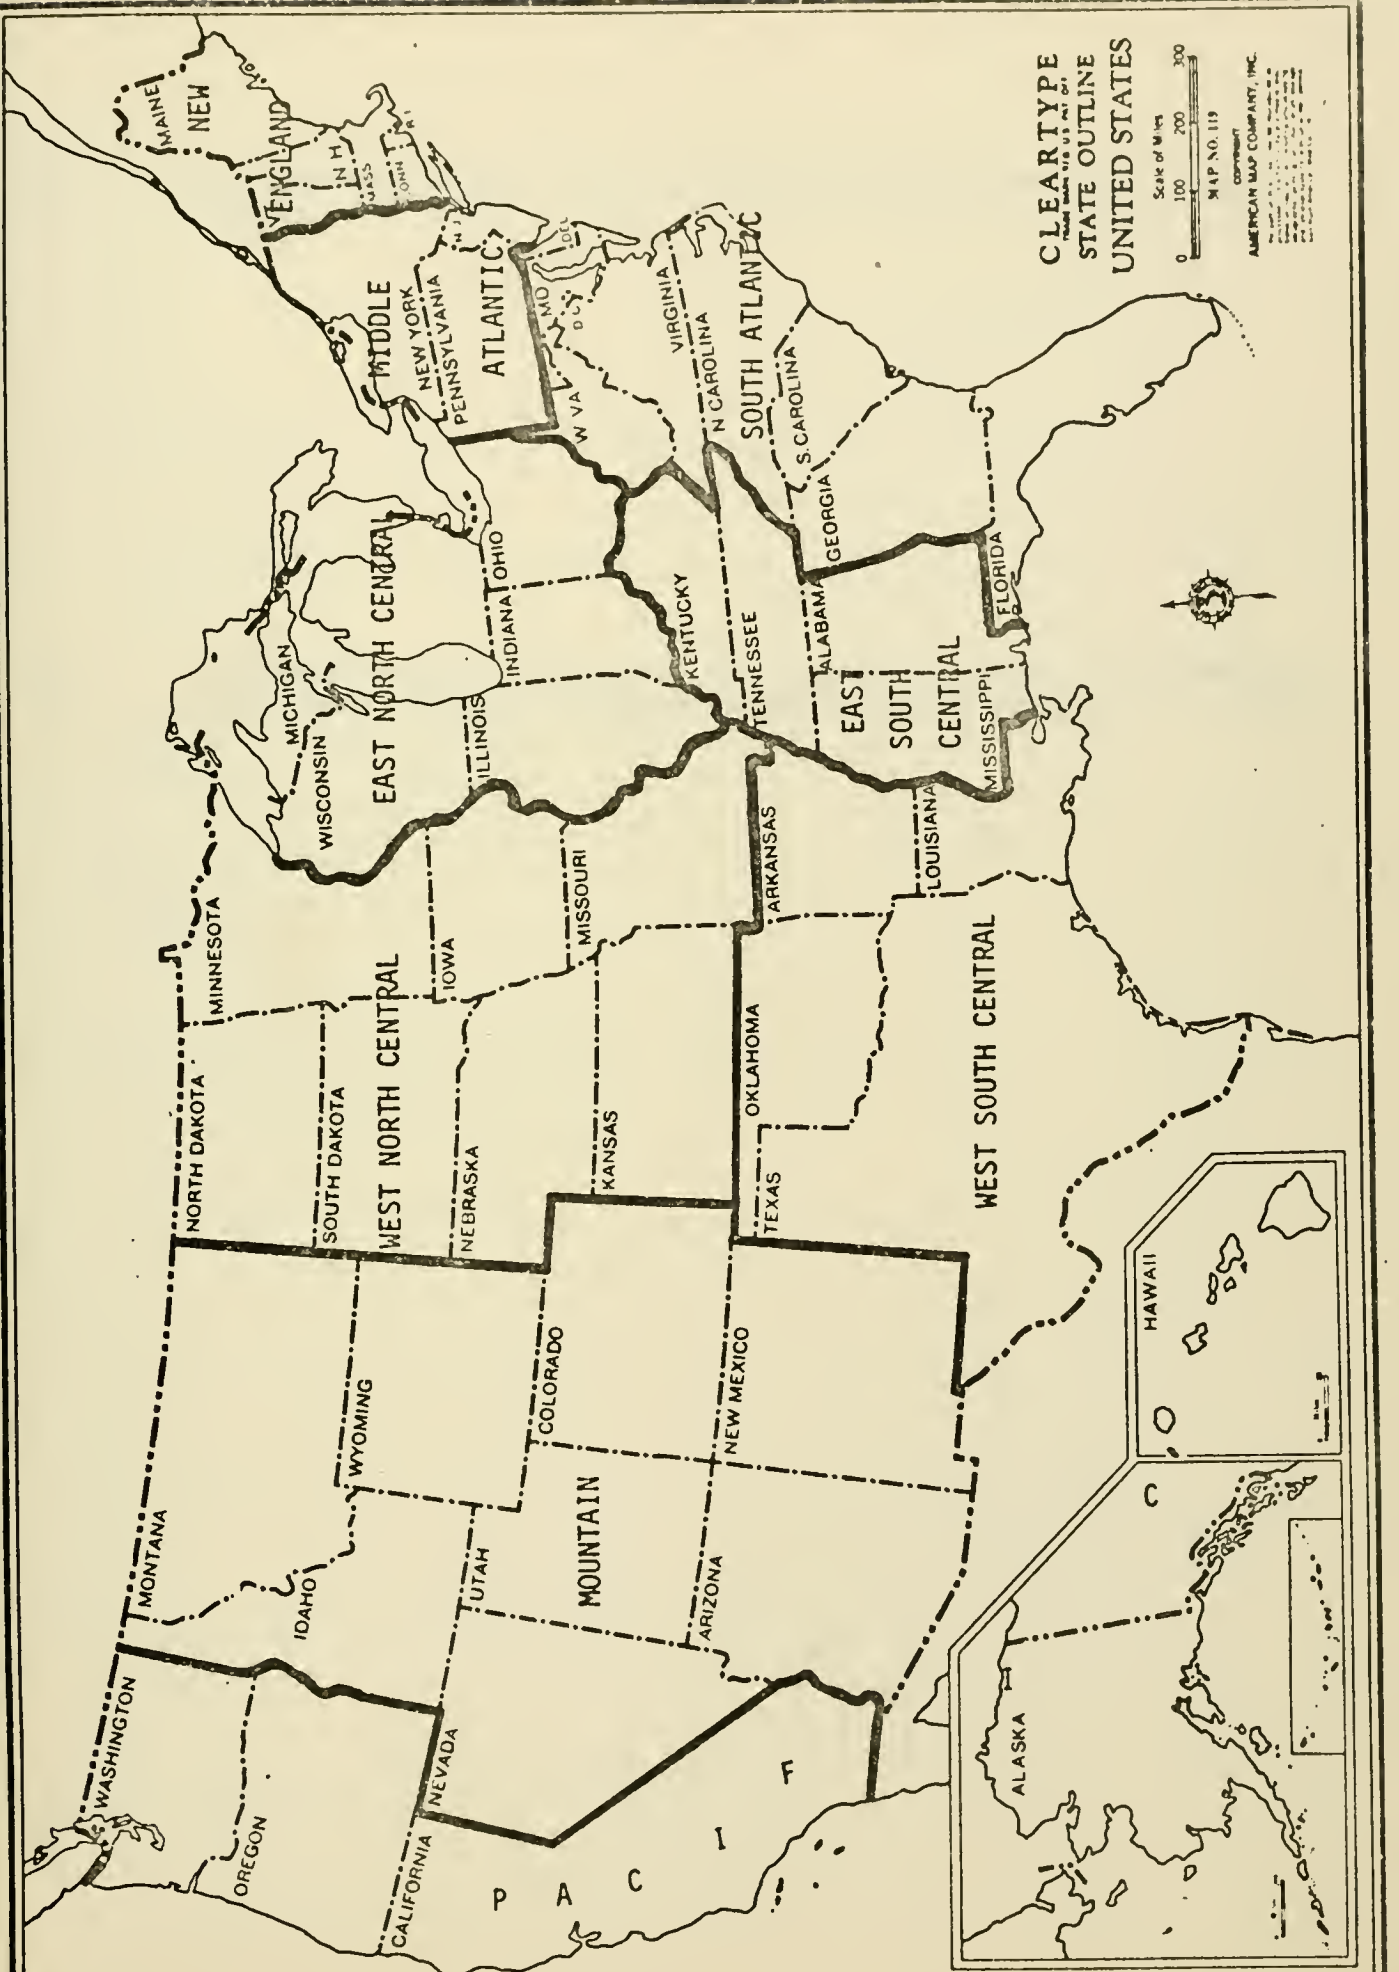 CLEARTYPE
STATE OUTLINE
UNITED STATES
Scale of Miles
0 100 200 300
MAP NO. 119
COPYRIGHT
AMERICAN MAP COMPANY, INC.
WASHINGTON
OREGON
CALIFORNIA
NEVADA
P A C I F I C
MONTANA
IDAHO
WYOMING
UTAH
COLORADO
ARIZONA
NEW MEXICO
MOUNTAIN
NORTH DAKOTA
SOUTH DAKOTA
NEBRASKA
KANSAS
MINNESOTA
IOWA
MISSOURI
WEST NORTH CENTRAL
OKLAHOMA
TEXAS
ARKANSAS
LOUISIANA
WEST SOUTH CENTRAL
WISCONSIN
MICHIGAN
ILLINOIS
INDIANA
OHIO
EAST NORTH CENTRAL
KENTUCKY
TENNESSEE
ALABAMA
MISSISSIPPI
EAST
SOUTH
CENTRAL
MIDDLE
ATLANTIC
NEW YORK
PENNSYLVANIA
N J
MAINE
NEW
ENGLAND
N H
MASS
CONN
R I
DEL
MD
D C
W VA
VIRGINIA
N CAROLINA
SOUTH ATLANTIC
S. CAROLINA
GEORGIA
FLORIDA
ALASKA
HAWAII